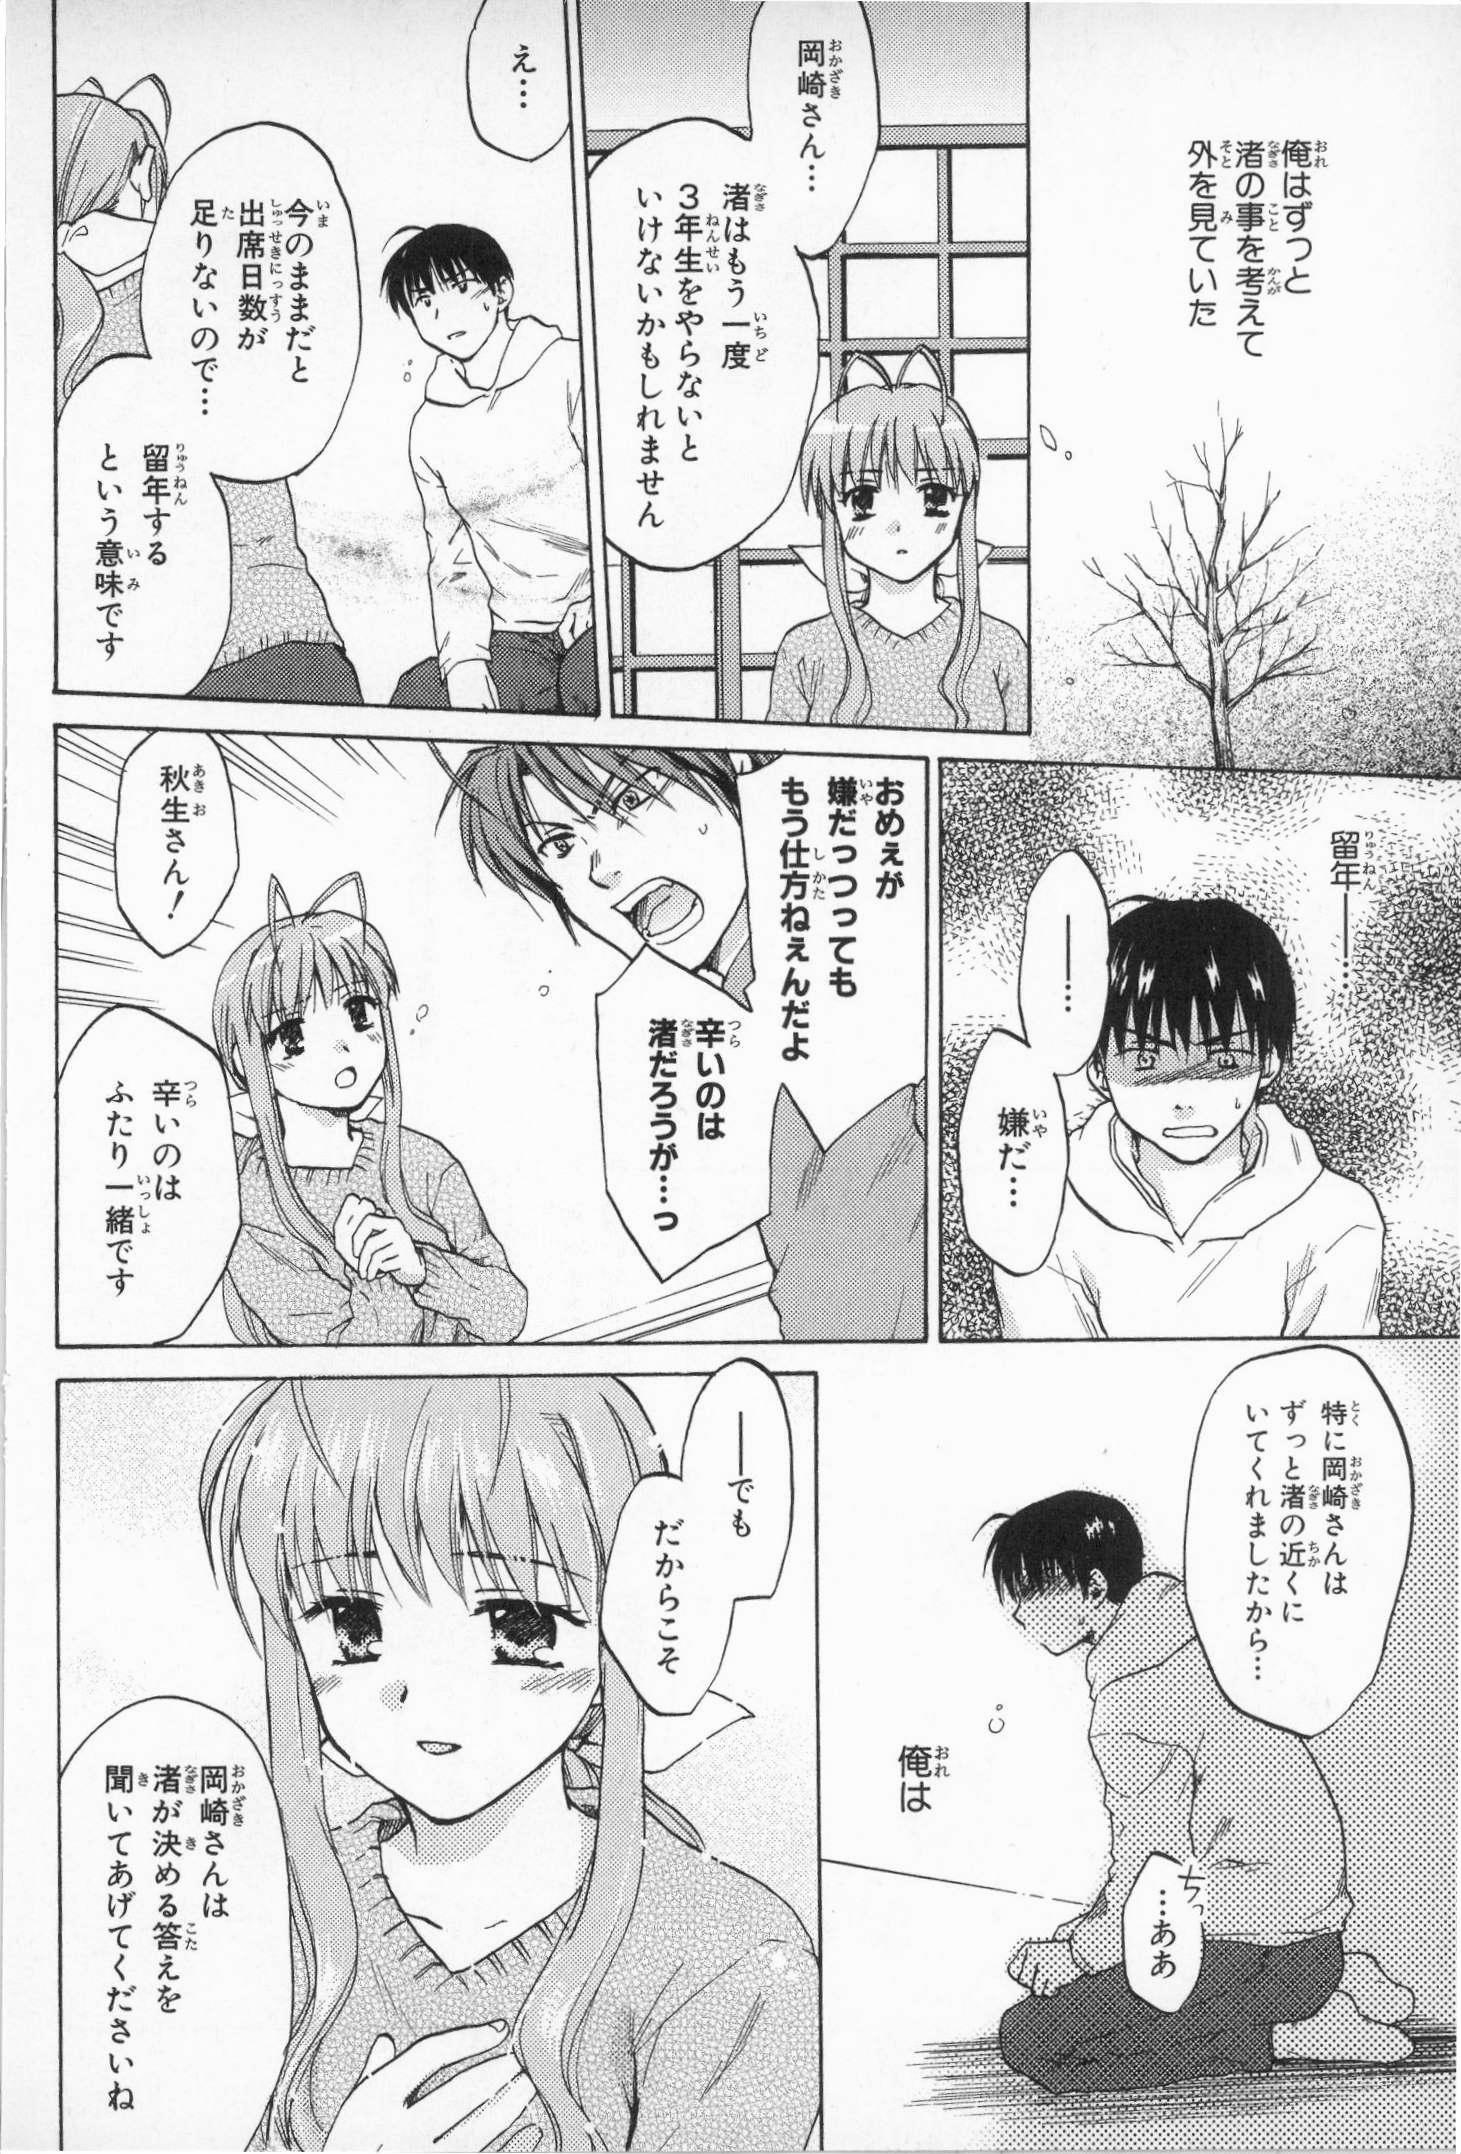 俺はずっと
渚の事を考えて
外を見ていた
岡崎さん…
渚はもう一度
3年生をやらないと
いけないかもしれません
え…
今のままだと
出席日数が
足りないので…
留年する
という意味です
留年――…
――…
嫌だ…
おめぇが
嫌だっつっても
もう仕方ねぇんだよ
辛いのは
渚だろうが…っ
秋生さん!
辛いのは
ふたり一緒です
特に岡崎さんは
ずっと渚の近くに
いてくれましたから…
俺は
ちっ
…ああ
――でも
だからこそ
岡崎さんは
渚が決める答えを
聞いてあげてくださいね